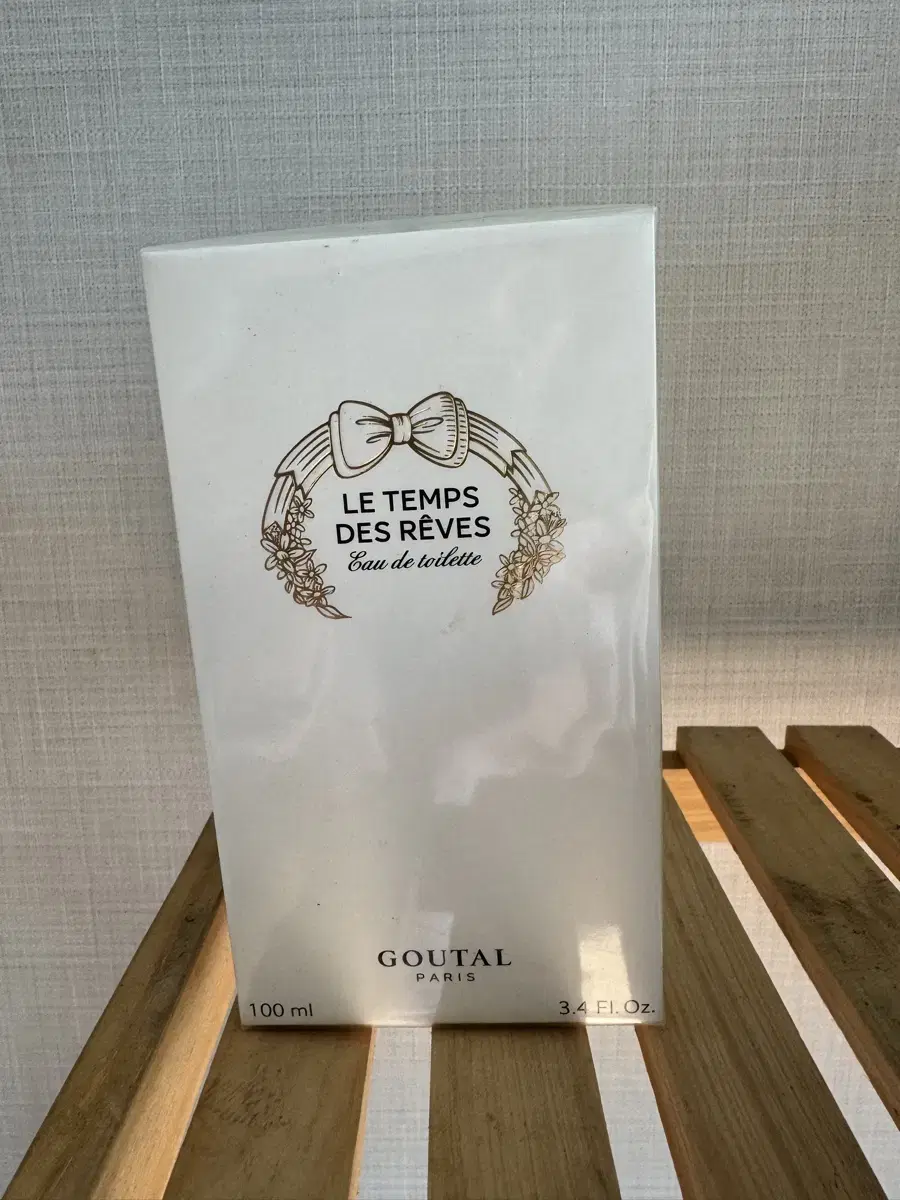 LE TEMPS
DES RÊVES
Eau de toilette
GOUTAL
PARIS
100 ml
3.4 Fl. Oz.